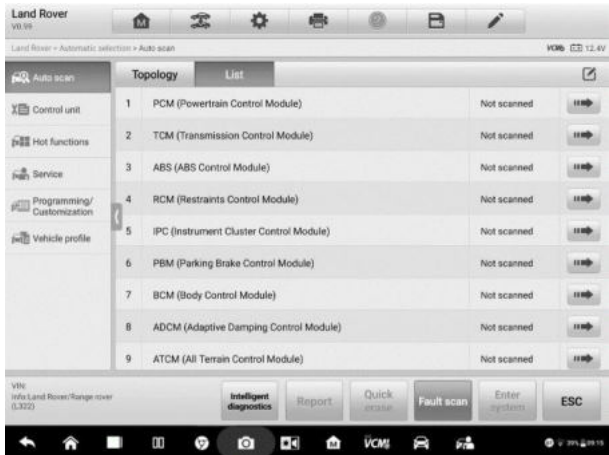 Land Rover
V0.99
Land Rover > Automatic selection > Auto scan
VCMI 12.4V
Auto scan
Control unit
Hot functions
Service
Programming/
Customization
Vehicle profile
Topology List
1 PCM (Powertrain Control Module) Not scanned
2 TCM (Transmission Control Module) Not scanned
3 ABS (ABS Control Module) Not scanned
4 RCM (Restraints Control Module) Not scanned
5 IPC (Instrument Cluster Control Module) Not scanned
6 PBM (Parking Brake Control Module) Not scanned
7 BCM (Body Control Module) Not scanned
8 ADCM (Adaptive Damping Control Module) Not scanned
9 ATCM (All Terrain Control Module) Not scanned
VIN:
Info:Land Rover/Range rover
(L322)
Intelligent
diagnostics
Report
Quick
erase
Fault scan
Enter
system
ESC
VCMI
39% 09:15